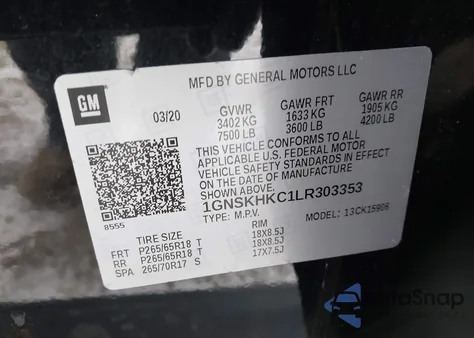 MFD BY GENERAL MOTORS LLC
GM
03/20 GVWR GAWR FRT GAWR RR
3402 KG 1633 KG 1905 KG
7500 LB 3600 LB 4200 LB
THIS VEHICLE CONFORMS TO ALL
APPLICABLE U.S. FEDERAL MOTOR
VEHICLE SAFETY STANDARDS IN EFFECT
ON THE DATE OF MANUFACTURE
SHOWN ABOVE.
1GNSKHKC1LR303353
8555 TYPE: M.P.V. MODEL: 13CK15906
TIRE SIZE RIM
FRT P265/65R18 T 18X8.5J
RR P265/65R18 T 18X8.5J
SPA 265/70R17 S 17X7.5J
AutoSnap